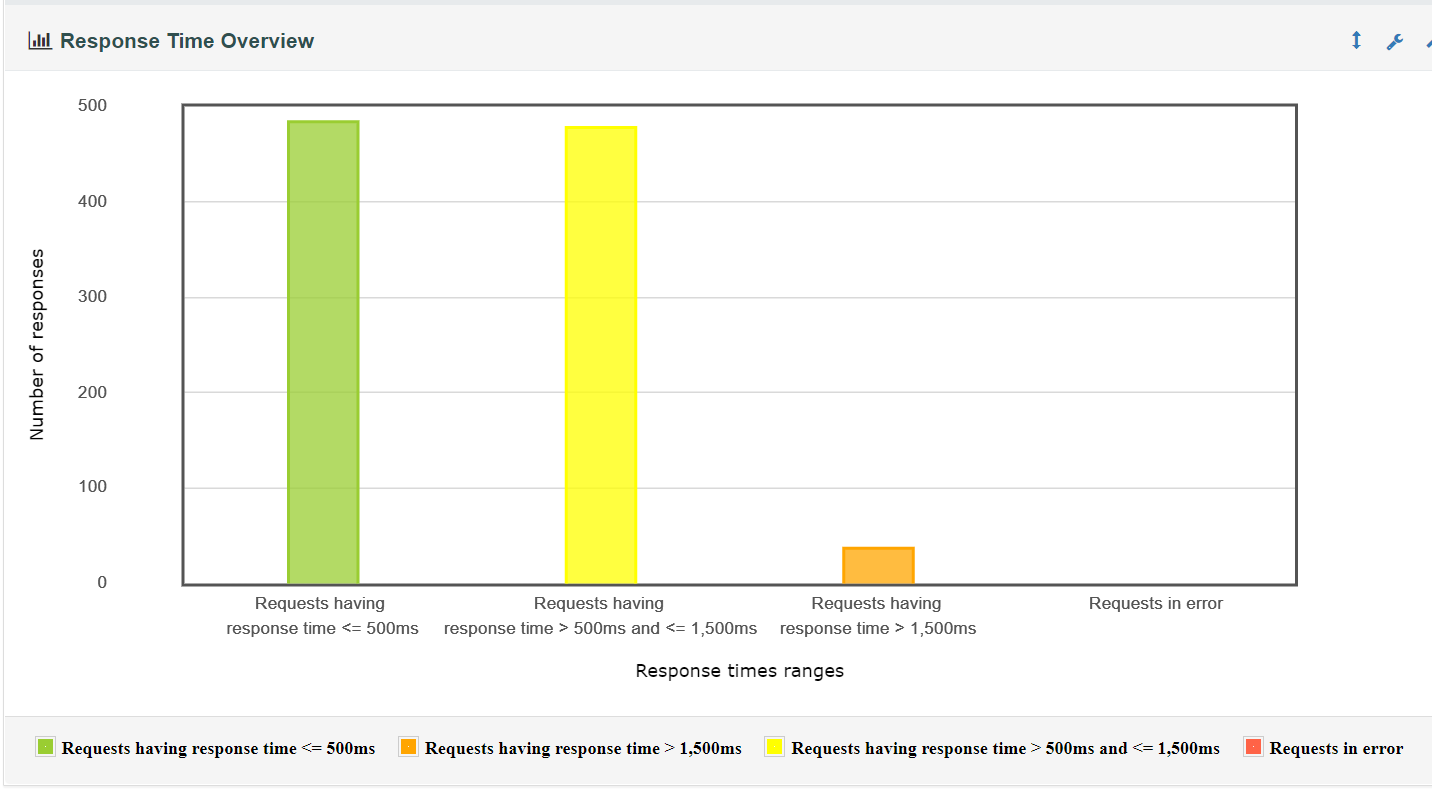 Response Time Overview
500
400
300
200
100
0
Number of responses
Requests having
response time <= 500ms
Requests having
response time > 500ms and <= 1,500ms
Requests having
response time > 1,500ms
Requests in error
Response times ranges
Requests having response time <= 500ms
Requests having response time > 1,500ms
Requests having response time > 500ms and <= 1,500ms
Requests in error